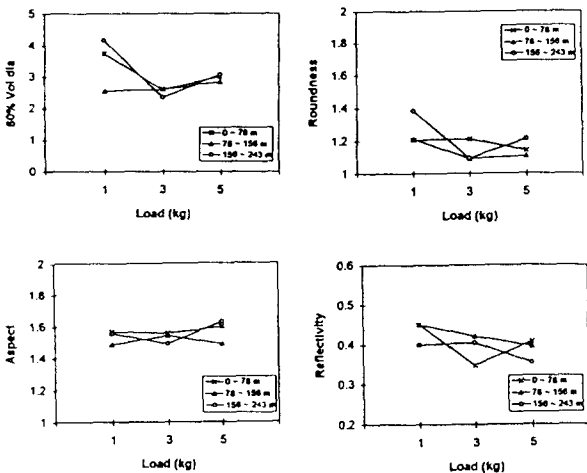 5
4
3
2
1
0
Vol dia
0 ~ 78 m
78 ~ 156 m
156 ~ 243 m
1 3 5
Load (kg)
2
1.8
1.6
1.4
1.2
1
Roundness
0 ~ 78 m
78 ~ 156 m
156 ~ 243 m
1 3 5
Load (kg)
2
1.8
1.6
1.4
1.2
1
Aspect
0 ~ 78 m
78 ~ 156 m
156 ~ 243 m
1 3 5
Load (kg)
0.6
0.5
0.4
0.3
0.2
Reflectivity
0 ~ 78 m
78 ~ 156 m
156 ~ 243 m
1 3 5
Load (kg)